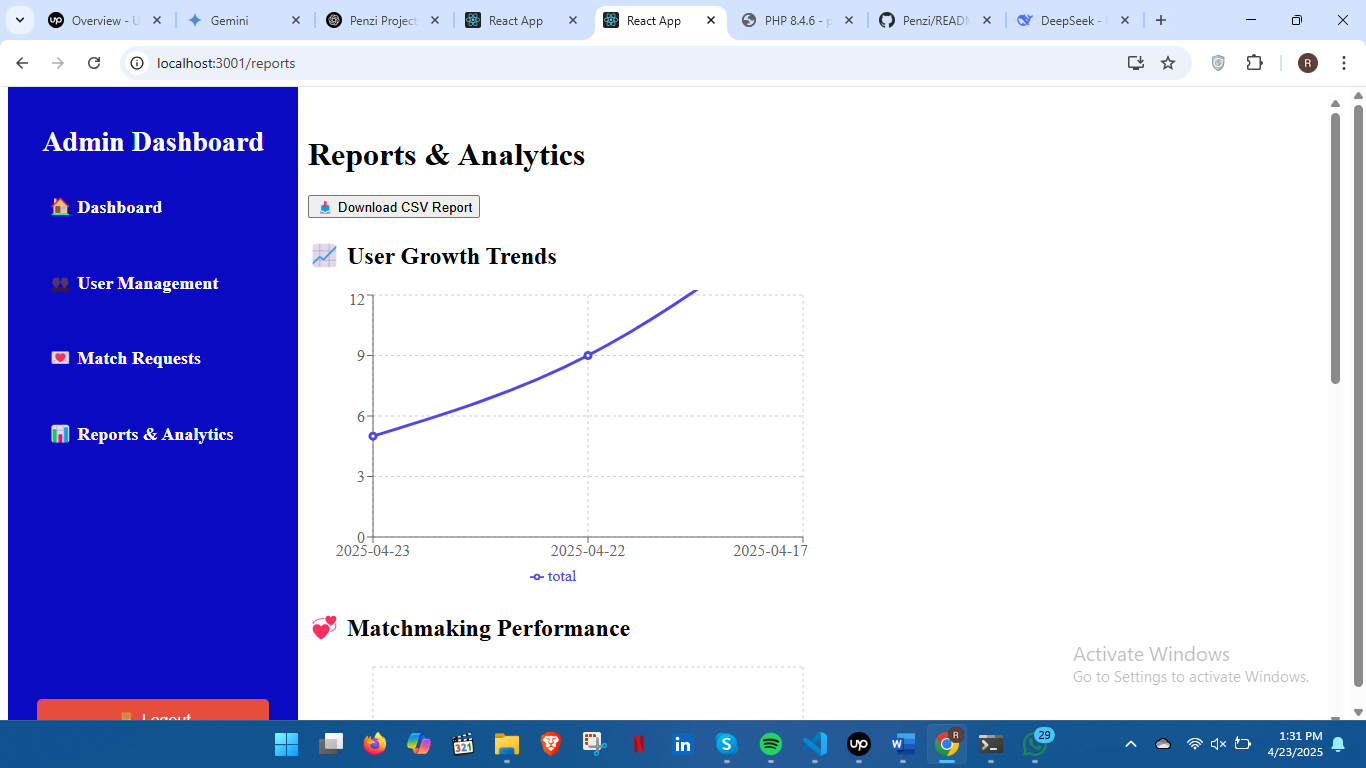 Overview - U
Gemini
Penzi Project
React App
React App
PHP 8.4.6 - p
Penzi/READM
DeepSeek -
localhost:3001/reports
R
Admin Dashboard
Dashboard
User Management
Match Requests
Reports & Analytics
Logout
Reports & Analytics
Download CSV Report
User Growth Trends
12
9
6
3
0
2025-04-23
2025-04-22
2025-04-17
total
Matchmaking Performance
Activate Windows
Go to Settings to activate Windows.
321
N
in
S
up
W
R
29
1:31 PM
4/23/2025